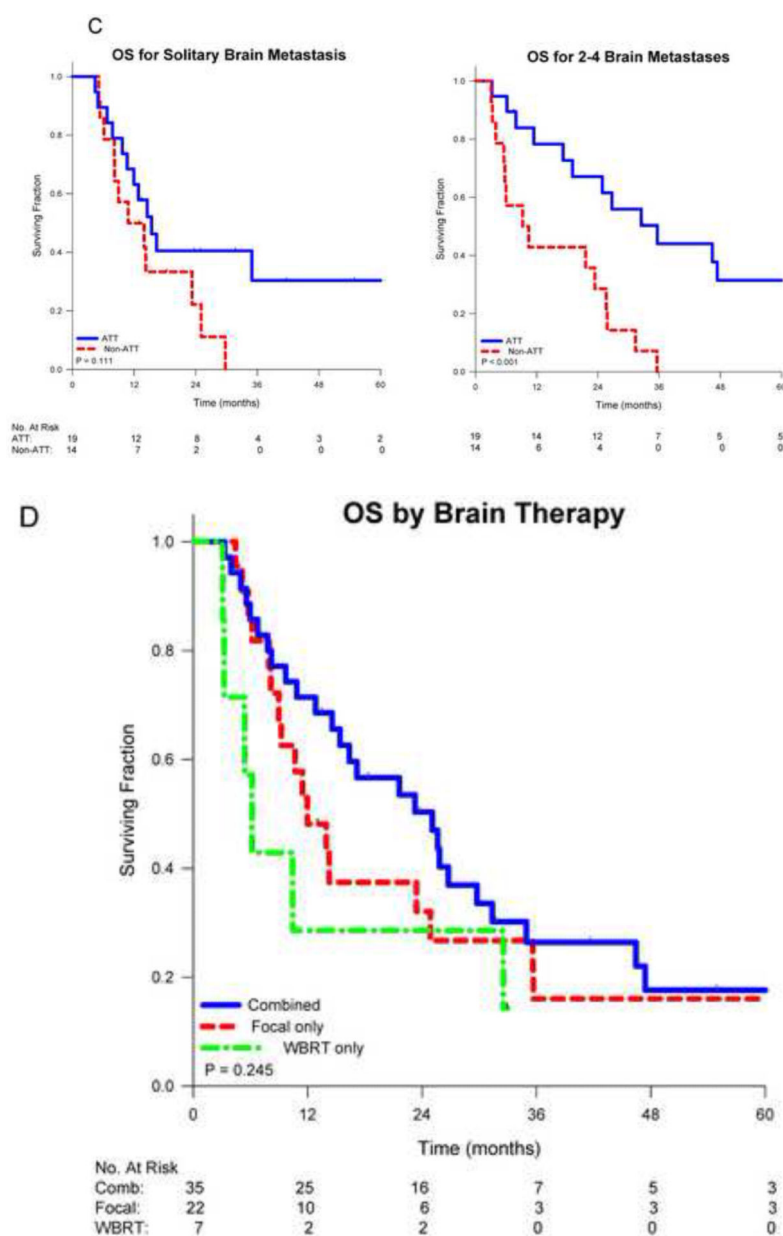 C
OS for Solitary Brain Metastasis
1.0
0.8
0.6
0.4
0.2
0.0
Surviving Fraction
ATT
Non-ATT
P = 0.111
0 12 24 36 48 60
Time (months)
No. At Risk
ATT: 19 12 8 4 3 2
Non-ATT: 14 7 2 0 0 0
OS for 2-4 Brain Metastases
1.0
0.8
0.6
0.4
0.2
0.0
Surviving Fraction
ATT
Non-ATT
P < 0.001
0 12 24 36 48 60
Time (months)
19 14 12 7 5 5
14 6 4 0 0 0
D
OS by Brain Therapy
1.0
0.8
0.6
0.4
0.2
0.0
Surviving Fraction
Combined
Focal only
WBRT only
P = 0.245
0 12 24 36 48 60
Time (months)
No. At Risk
Comb: 35 25 16 7 5 3
Focal: 22 10 6 3 3 3
WBRT: 7 2 2 0 0 0